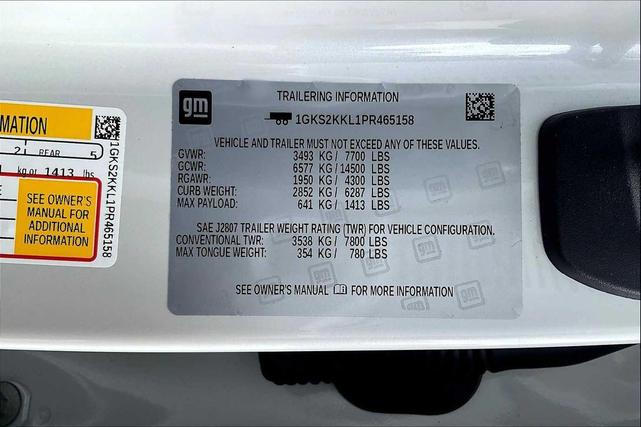 MATION
2 REAR 5
kg or 1413 lbs
SEE OWNER'S
MANUAL FOR
ADDITIONAL
INFORMATION
1GKS2KKL1PR465158
gm
TRAILERING INFORMATION
1GKS2KKL1PR465158
VEHICLE AND TRAILER MUST NOT EXCEED ANY OF THESE VALUES.
GVWR: 3493 KG / 7700 LBS
GCWR: 6577 KG / 14500 LBS
RGAWR: 1950 KG / 4300 LBS
CURB WEIGHT: 2852 KG / 6287 LBS
MAX PAYLOAD: 641 KG / 1413 LBS
SAE J2807 TRAILER WEIGHT RATING (TWR) FOR VEHICLE CONFIGURATION.
CONVENTIONAL TWR: 3538 KG / 7800 LBS
MAX TONGUE WEIGHT: 354 KG / 780 LBS
SEE OWNER'S MANUAL FOR MORE INFORMATION